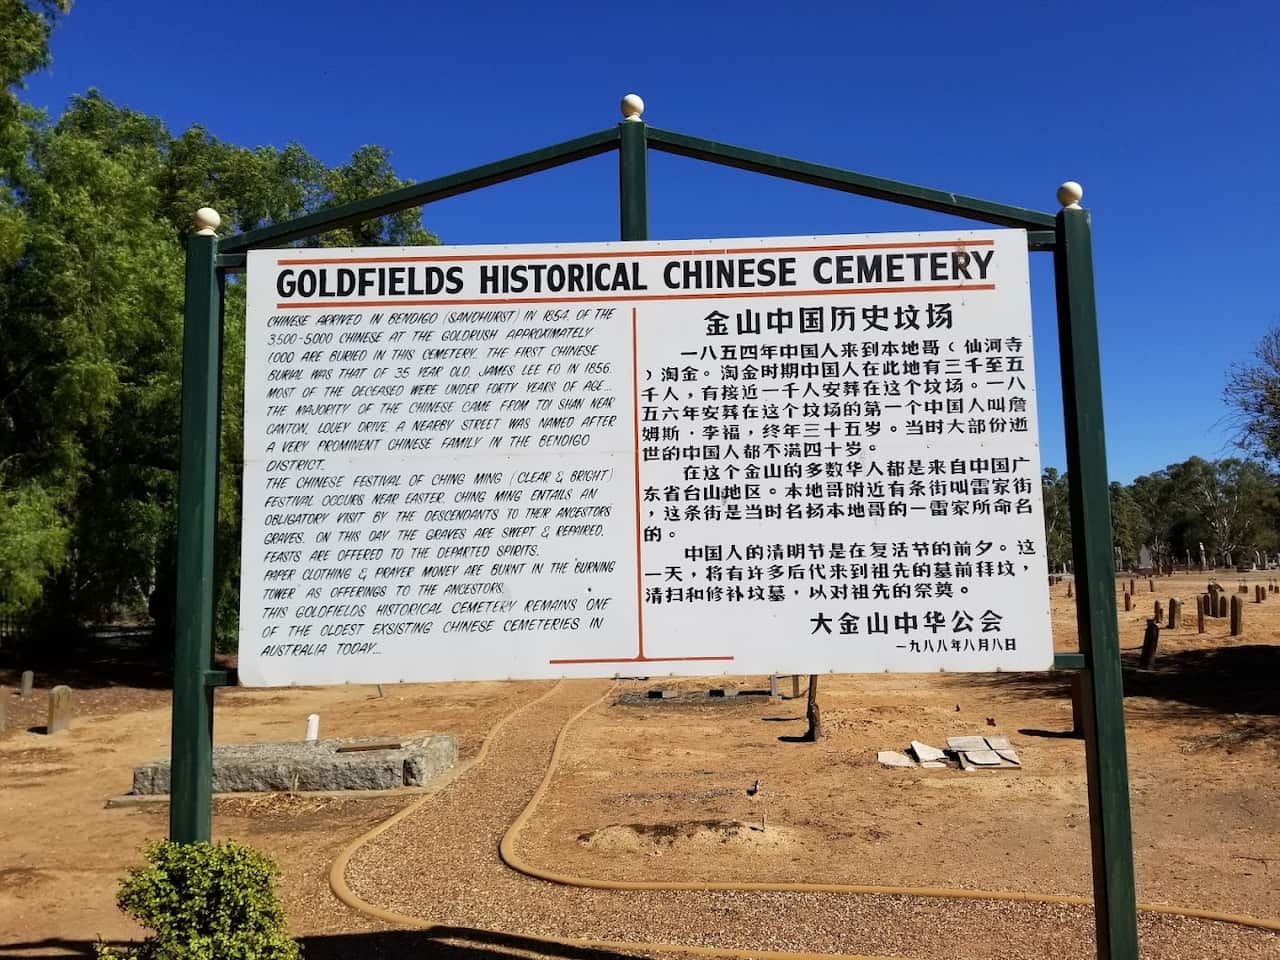 GOLDFIELDS HISTORICAL CHINESE CEMETERY
CHINESE ARRIVED IN BENDIGO (SANDHURST) IN 1854. OF THE
3500-5000 CHINESE AT THE GOLDRUSH APPROXIMATELY
1000 ARE BURIED IN THIS CEMETERY. THE FIRST CHINESE
BURIAL WAS THAT OF 35 YEAR OLD, JAMES LEE FO IN 1856.
MOST OF THE DECEASED WERE UNDER FORTY YEARS OF AGE...
THE MAJORITY OF THE CHINESE CAME FROM TOI SHAN NEAR
CANTON. LOUEY DRIVE, A NEARBY STREET WAS NAMED AFTER
A VERY PROMINENT CHINESE FAMILY IN THE BENDIGO
DISTRICT.
THE CHINESE FESTIVAL OF CHING MING (CLEAR & BRIGHT)
FESTIVAL OCCURS NEAR EASTER. CHING MING ENTAILS AN
OBLIGATORY VISIT BY THE DESCENDANTS TO THEIR ANCESTORS'
GRAVES. ON THIS DAY THE GRAVES ARE SWEPT & REPAIRED.
FEASTS ARE OFFERED TO THE DEPARTED SPIRITS.
PAPER CLOTHING & PRAYER MONEY ARE BURNT IN THE 'BURNING
TOWER' AS OFFERINGS TO THE ANCESTORS.
THIS GOLDFIELDS HISTORICAL CEMETERY REMAINS ONE
OF THE OLDEST EXSISTING CHINESE CEMETERIES IN
AUSTRALIA TODAY...
金山中国历史坟场
一八五四年中国人来到本地哥（仙河寺
）淘金。淘金时期中国人在此地有三千至五
千人，有接近一千人安葬在这个坟场。一八
五六年安葬在这个坟场的第一个中国人叫詹
姆斯·李福，终年三十五岁。当时大部份逝
世的中国人都不满四十岁。
在这个金山的多数华人都是来自中国广
东省台山地区。本地哥附近有条街叫雷家街
，这条街是当时名扬本地哥的一雷家所命名
的。
中国人的清明节是在复活节的前夕。这
一天，将有许多后代来到祖先的墓前拜坟，
清扫和修补坟墓，以对祖先的祭奠。
大金山中华公会
一九八八年八月八日